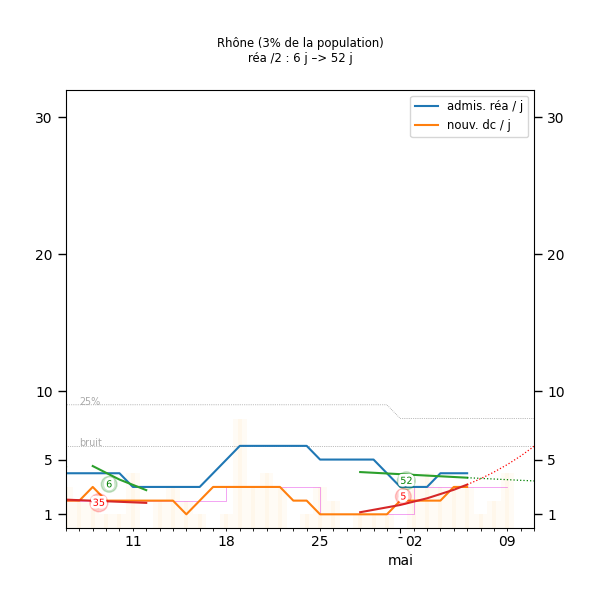 Rhône (3% de la population)
réa /2 : 6 j –> 52 j
admis. réa / j
nouv. dc / j
30 30
20 20
10 10
25%
bruit
5 5
6
52
35
5
1 1
11 18 25 02 09
mai